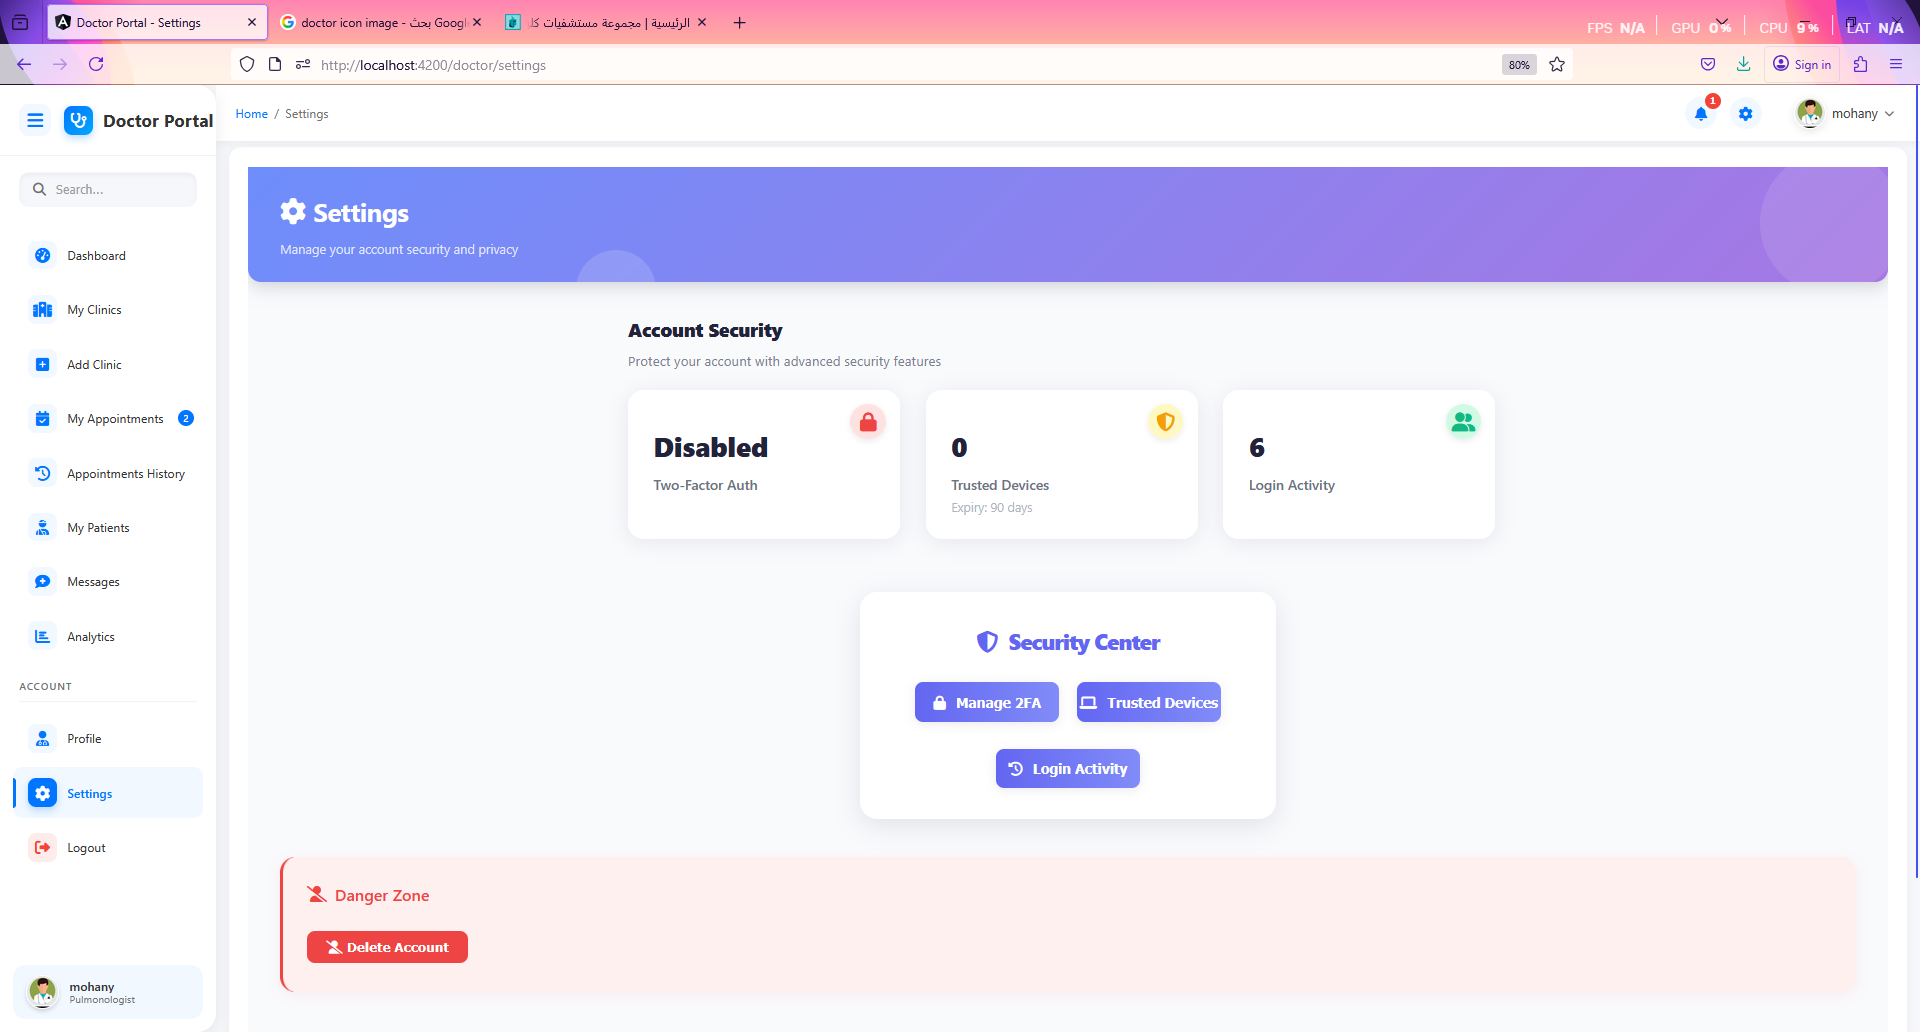 Doctor Portal - Settings
doctor icon image - بحث Googl
الرئيسية | مجموعة مستشفيات كل
FPS N/A
GPU 0%
CPU 9%
LAT N/A
http://localhost:4200/doctor/settings
80%
Sign in
Doctor Portal
Home / Settings
1
mohany
Search...
Dashboard
My Clinics
Add Clinic
My Appointments 2
Appointments History
My Patients
Messages
Analytics
ACCOUNT
Profile
Settings
Logout
mohany
Pulmonologist
Settings
Manage your account security and privacy
Account Security
Protect your account with advanced security features
Disabled
Two-Factor Auth
0
Trusted Devices
Expiry: 90 days
6
Login Activity
Security Center
Manage 2FA
Trusted Devices
Login Activity
Danger Zone
Delete Account